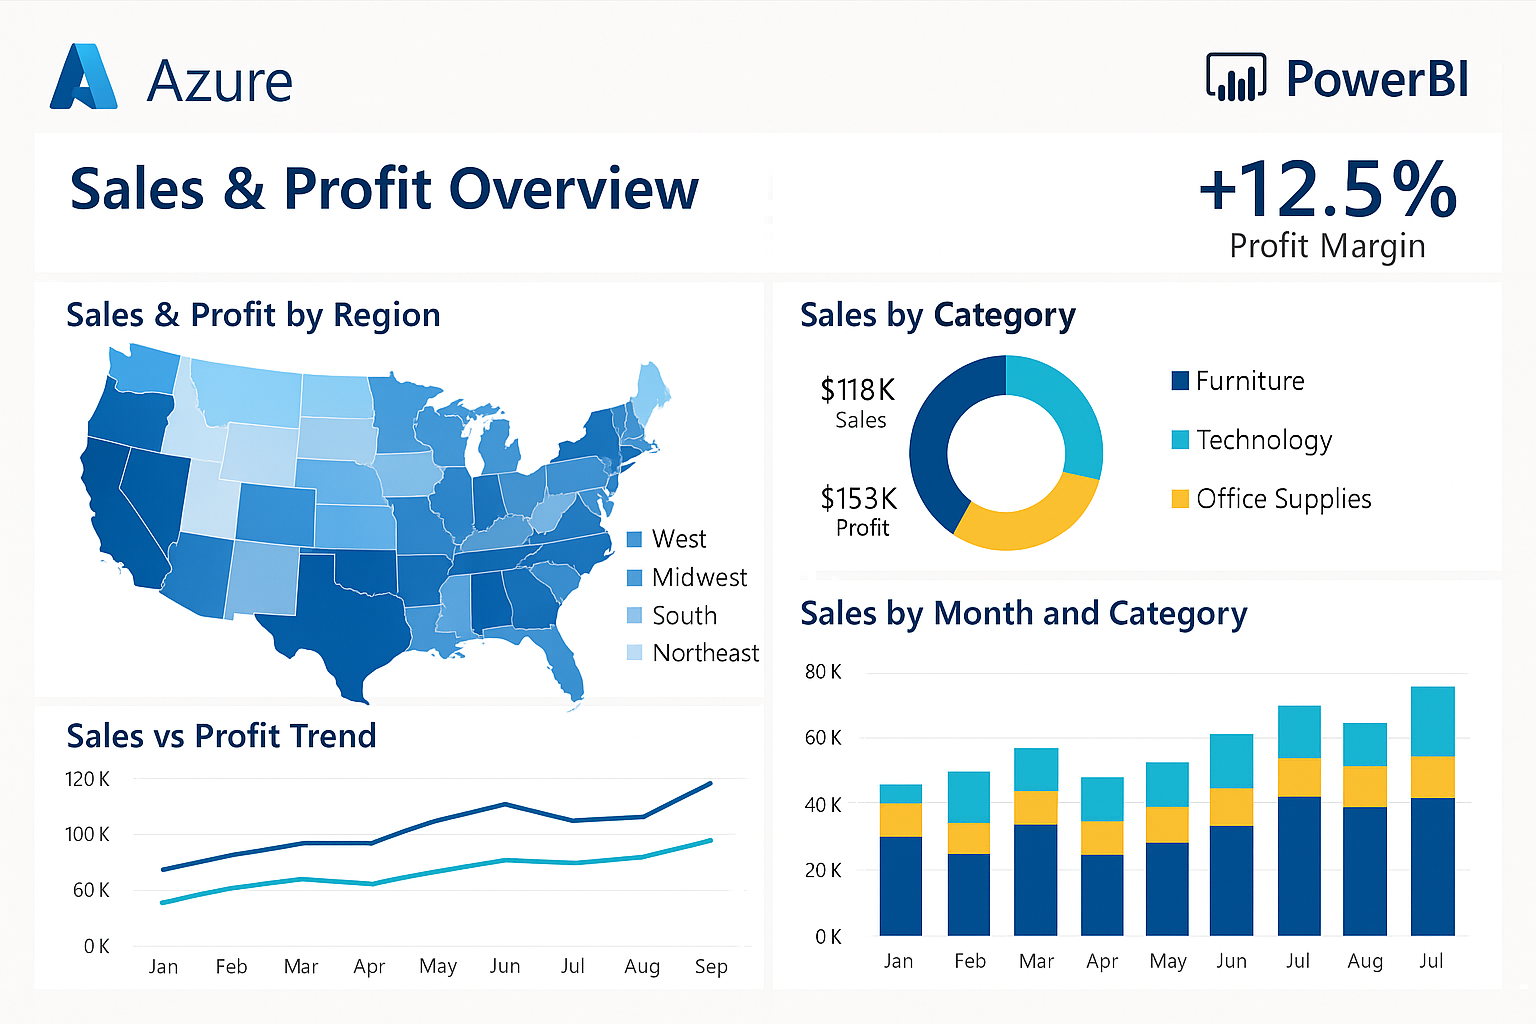 Azure
PowerBI
Sales & Profit Overview
+12.5%
Profit Margin
Sales & Profit by Region
West
Midwest
South
Northeast
Sales by Category
$118K
Sales
$153K
Profit
Furniture
Technology
Office Supplies
Sales vs Profit Trend
120 K
100 K
60 K
0 K
Jan Feb Mar Apr May Jun Jul Aug Sep
Sales by Month and Category
80 K
60 K
40 K
20 K
0 K
Jan Feb Mar Apr May Jun Jul Aug Jul